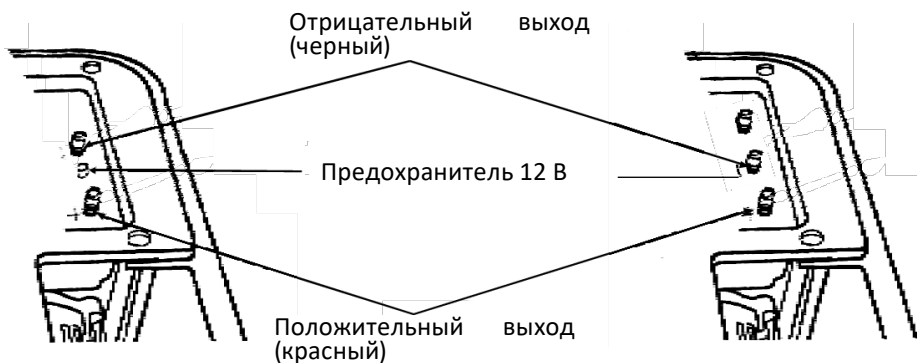 Отрицательный выход
(черный)
Предохранитель 12 В
Положительный выход
(красный)